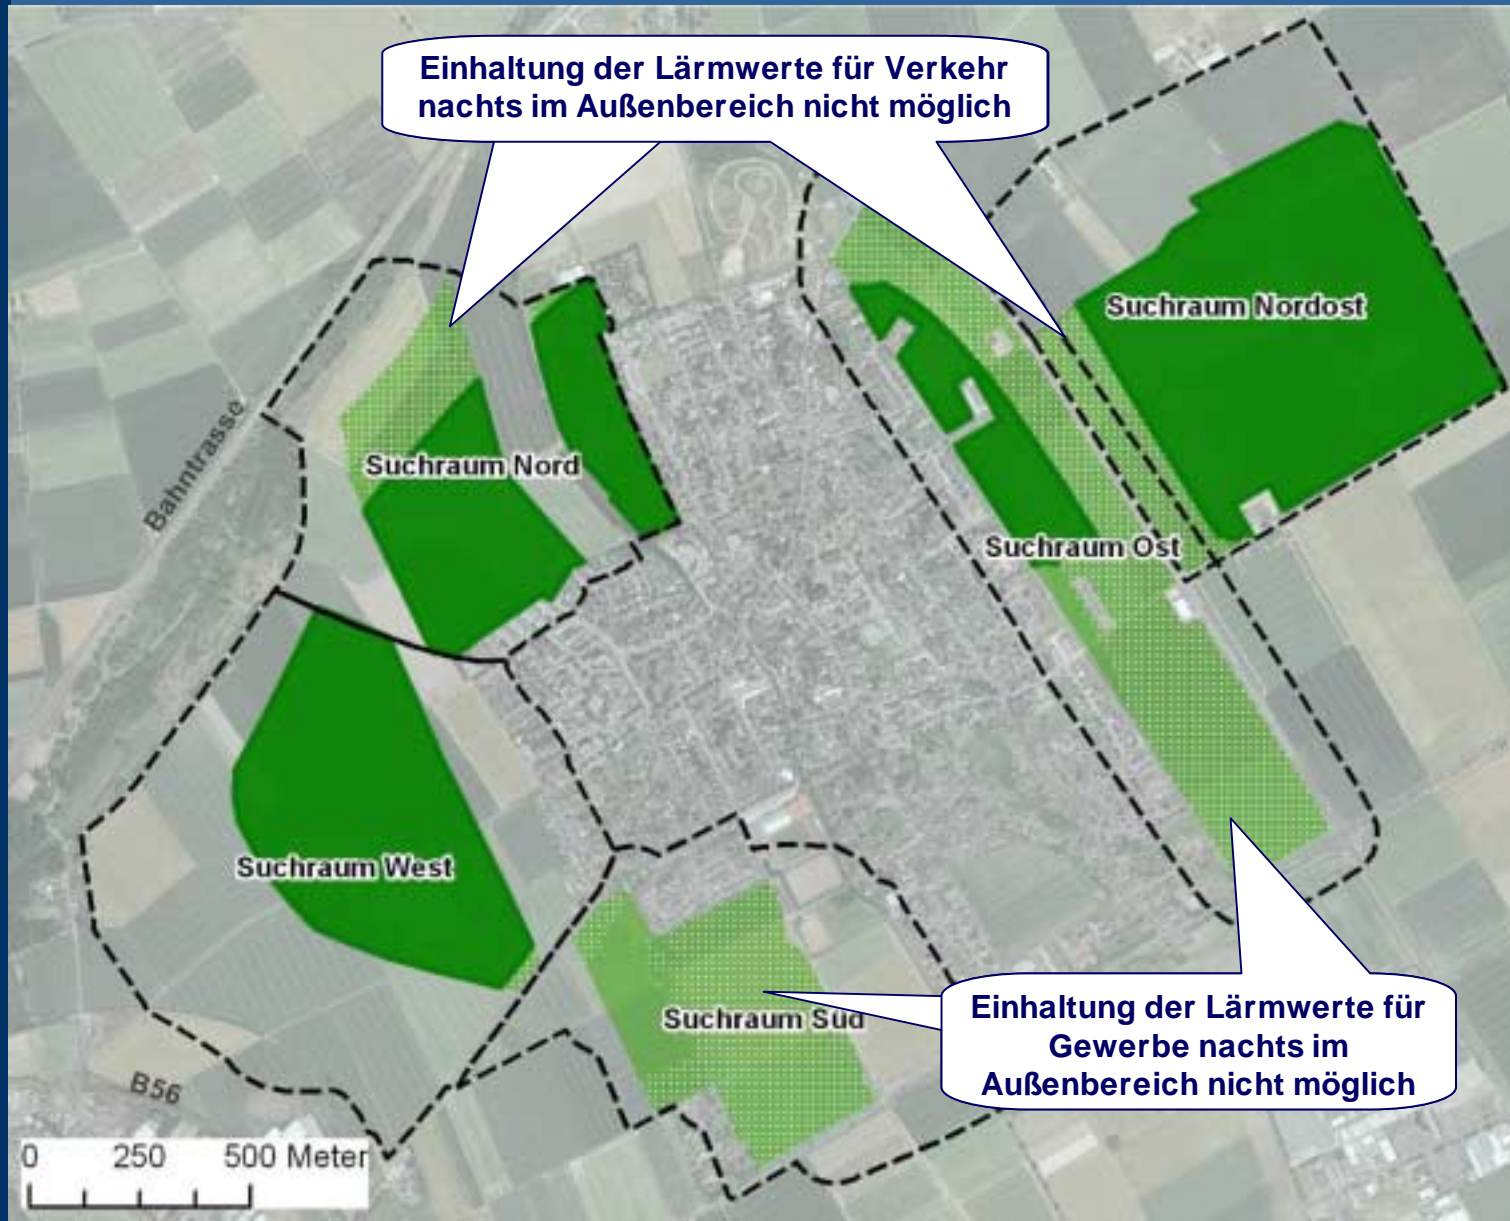 Einhaltung der Lärmwerte für Verkehr
nachts im Außenbereich nicht möglich
Suchraum Nordost
Bahntrasse
Suchraum Nord
Suchraum Ost
Suchraum West
Suchraum Süd
Einhaltung der Lärmwerte für
Gewerbe nachts im
Außenbereich nicht möglich
B56
0 250 500 Meter